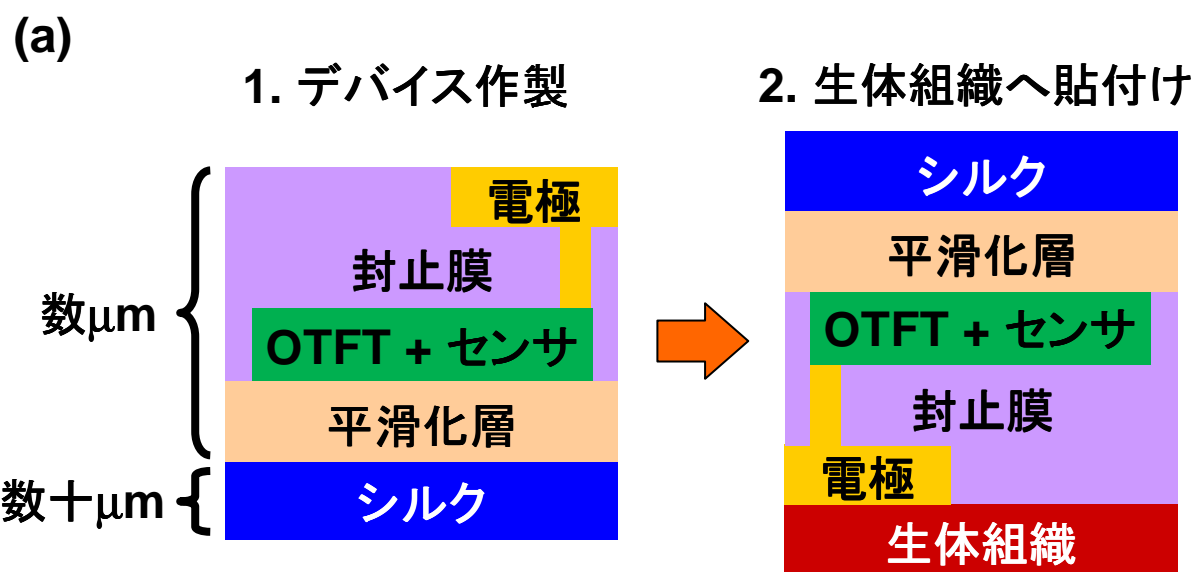 (a)
1. デバイス作製
電極
封止膜
OTFT + センサ
平滑化層
シルク
数μm
数十μm
2. 生体組織へ貼付け
シルク
平滑化層
OTFT + センサ
封止膜
電極
生体組織